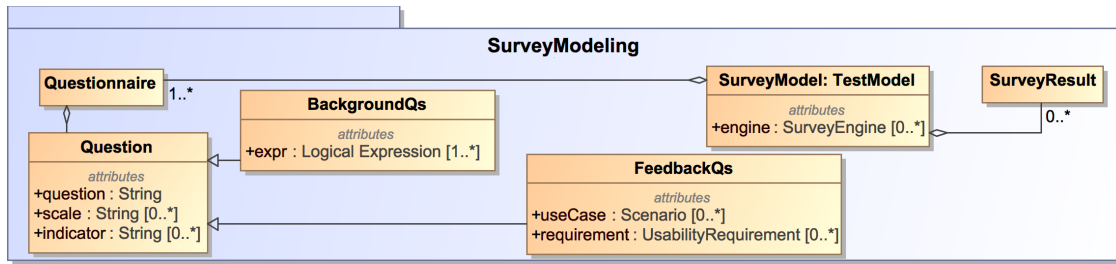 SurveyModeling
Questionnaire
1..*
SurveyModel: TestModel
attributes
+engine : SurveyEngine [0..*]
SurveyResult
0..*
BackgroundQs
attributes
+expr : Logical Expression [1..*]
Question
attributes
+question : String
+scale : String [0..*]
+indicator : String [0..*]
FeedbackQs
attributes
+useCase : Scenario [0..*]
+requirement : UsabilityRequirement [0..*]